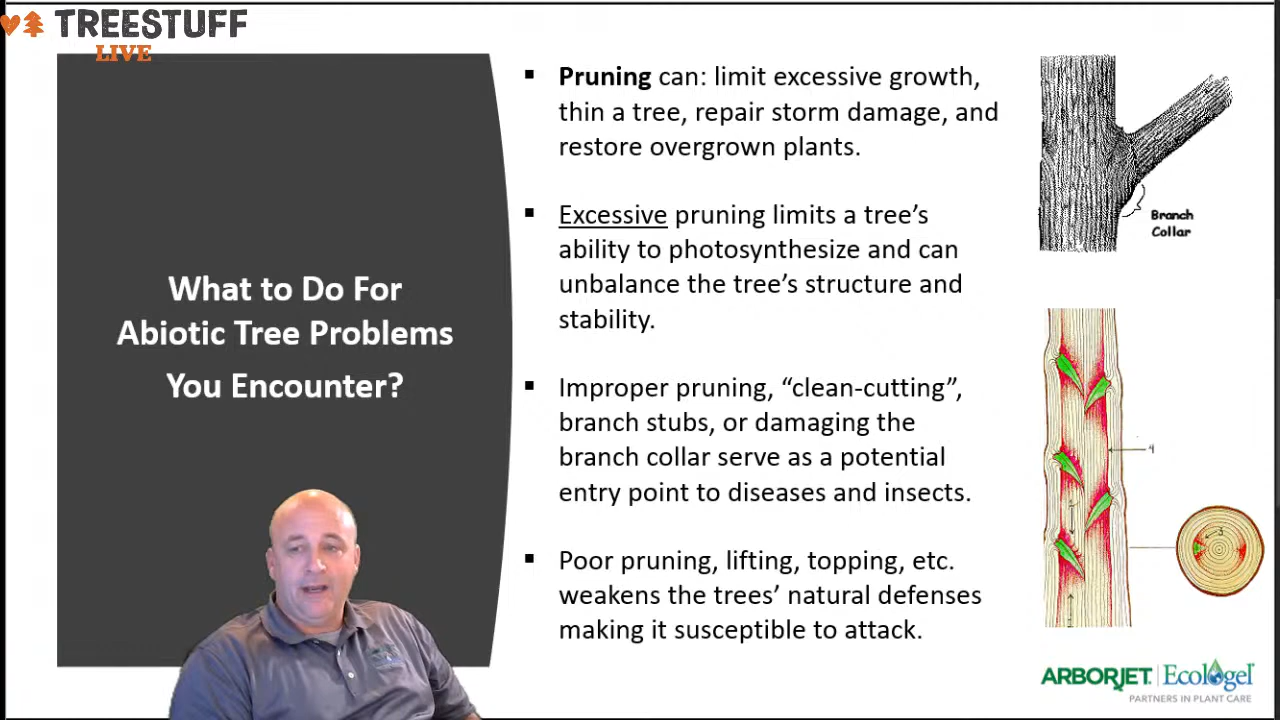 TREESTUFF
LIVE
What to Do For
Abiotic Tree Problems
You Encounter?
▪ Pruning can: limit excessive growth,
thin a tree, repair storm damage, and
restore overgrown plants.
▪ Excessive pruning limits a tree’s
ability to photosynthesize and can
unbalance the tree’s structure and
stability.
▪ Improper pruning, “clean-cutting”,
branch stubs, or damaging the
branch collar serve as a potential
entry point to diseases and insects.
▪ Poor pruning, lifting, topping, etc.
weakens the trees’ natural defenses
making it susceptible to attack.
Branch
Collar
4
3
ARBORJET | Ecologel
PARTNERS IN PLANT CARE